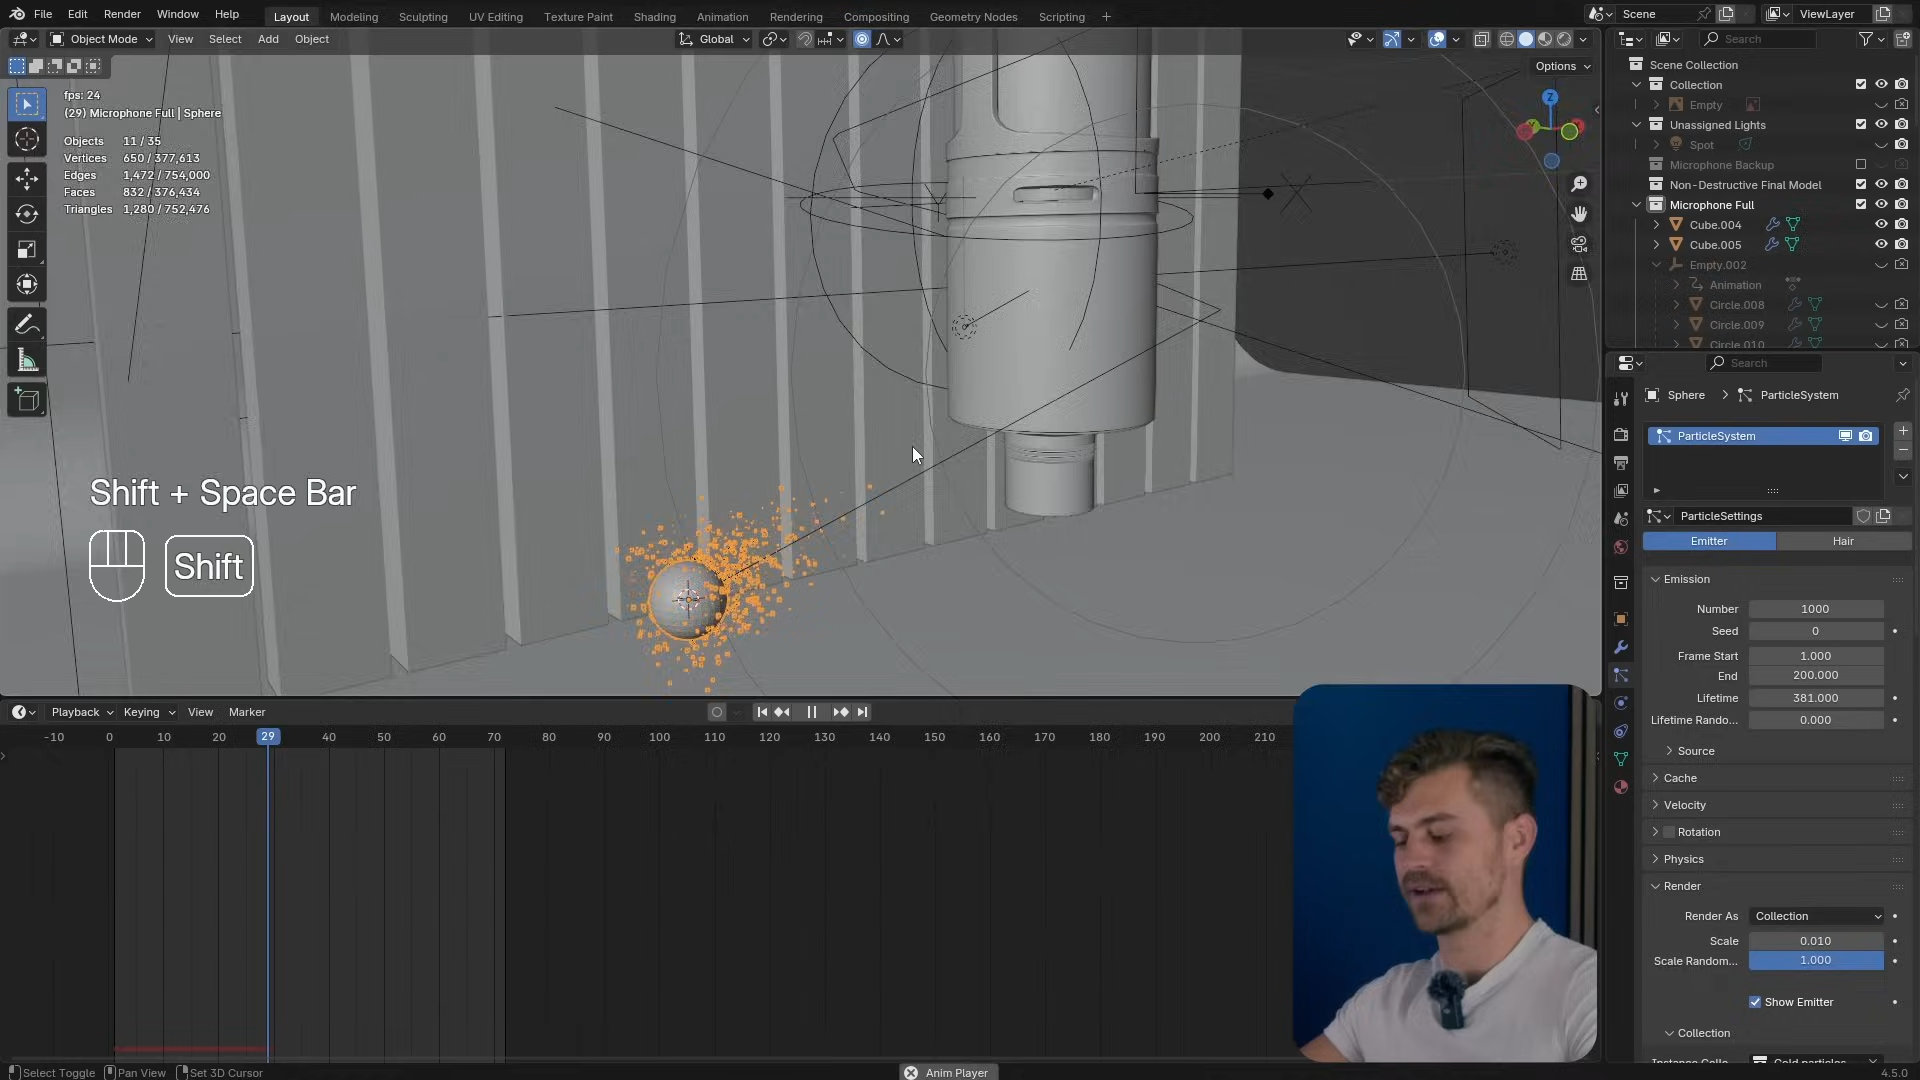 File Edit Render Window Help
Layout Modeling Sculpting UV Editing Texture Paint Shading Animation Rendering Compositing Geometry Nodes Scripting
Scene
ViewLayer
Object Mode View Select Add Object
Global
Search
Options
fps: 24
(29) Microphone Full | Sphere
Objects 11 / 35
Vertices 650 / 377,613
Edges 1,472 / 754,000
Faces 832 / 376,434
Triangles 1,280 / 752,476
Z
Shift + Space Bar
Shift
Scene Collection
Collection
Empty
Unassigned Lights
Spot
Microphone Backup
Non-Destructive Final Model
Microphone Full
Cube.004
Cube.005
Empty.002
Animation
Circle.008
Circle.009
Circle.010
Search
Sphere > ParticleSystem
ParticleSystem
ParticleSettings
Emitter Hair
Emission
Number 1000
Seed 0
Frame Start 1.000
End 200.000
Lifetime 381.000
Lifetime Rando... 0.000
Source
Cache
Velocity
Rotation
Physics
Render
Render As Collection
Scale 0.010
Scale Random... 1.000
Show Emitter
Collection
Playback Keying View Marker
-10 0 10 20 29 40 50 60 70 80 90 100 110 120 130 140 150 160 170 180 190 200 210
Select Toggle Pan View Set 3D Cursor
Anim Player
4.5.0